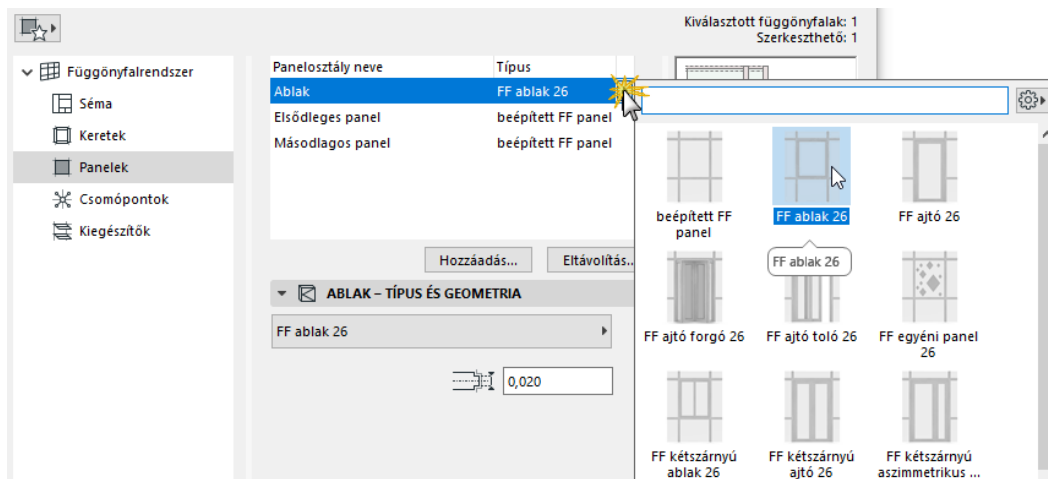 Kiválasztott függönyfalak: 1
Szerkeszthető: 1
Függönyfalrendszer
Séma
Keretek
Panelek
Csomópontok
Kiegészítők
Panelosztály neve Típus
Ablak FF ablak 26
Elsődleges panel beépített FF panel
Másodlagos panel beépített FF panel
Hozzáadás... Eltávolítás..
ABLAK – TÍPUS ÉS GEOMETRIA
FF ablak 26
0,020
beépített FF
panel
FF ablak 26
FF ajtó 26
FF ablak 26
FF ajtó forgó 26
FF ajtó toló 26
FF egyéni panel
26
FF kétszárnyú
ablak 26
FF kétszárnyú
ajtó 26
FF kétszárnyú
aszimmetrikus ...